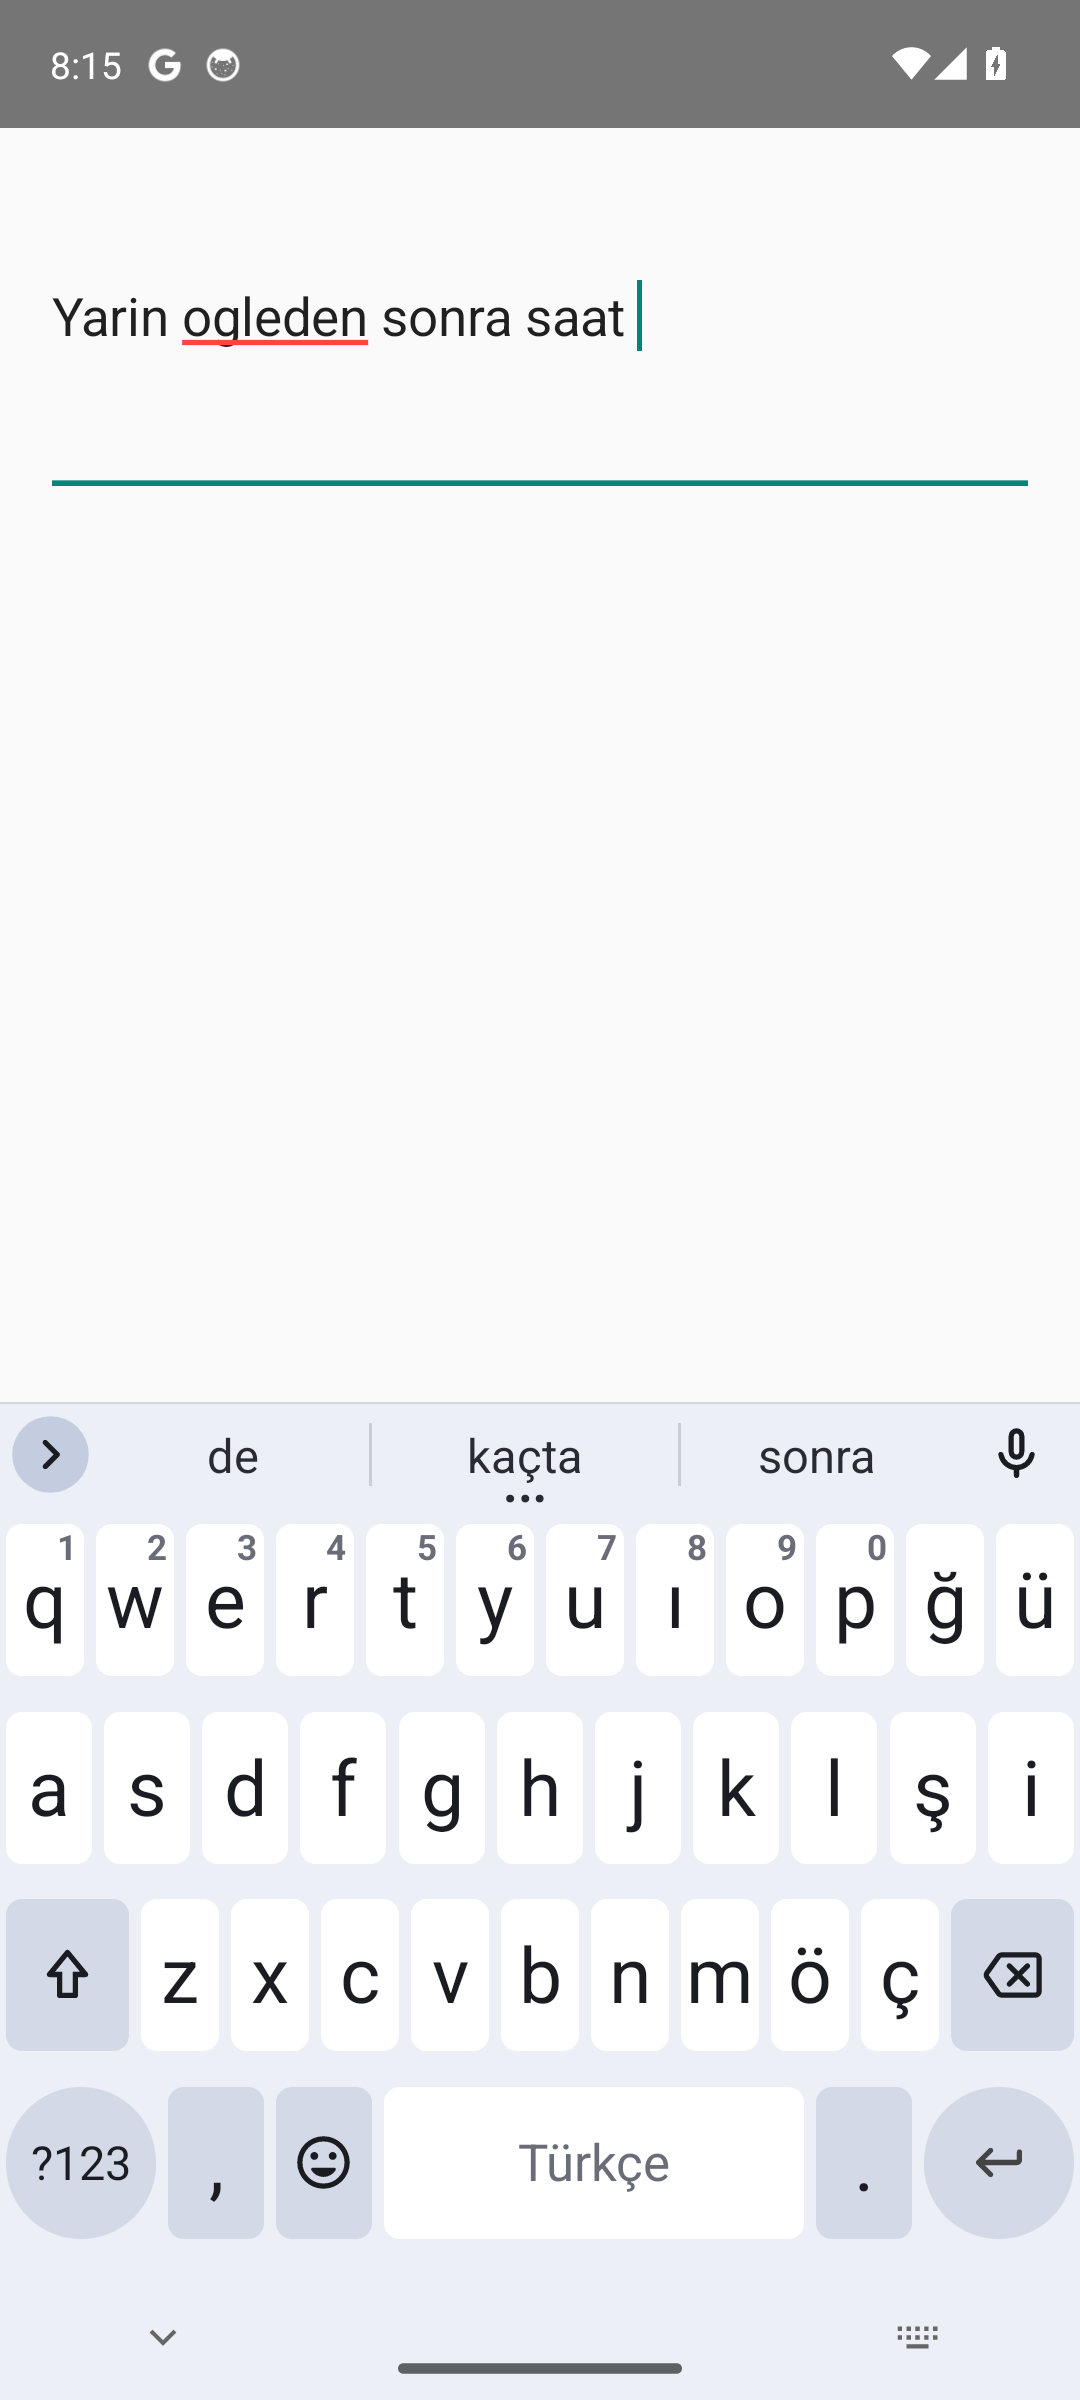 8:15
Yarin ogleden sonra saat
de kaçta sonra
1 2 3 4 5 6 7 8 9 0
q w e r t y u ı o p ğ ü
a s d f g h j k l ş i
z x c v b n m ö ç
?123 , Türkçe .